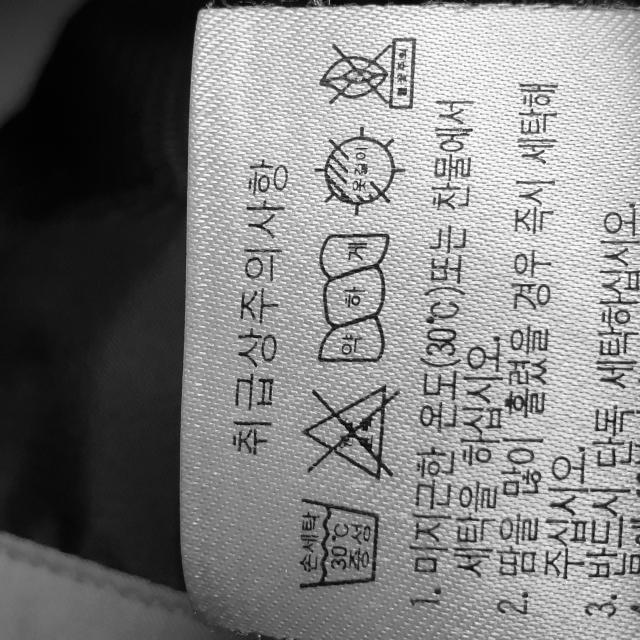 취급상주의사항
손세탁
30℃
중성
약 하 게
옷걸이
1. 미지근한 온도(30℃)또는 찬물에서
세탁을 하십시오.
2. 땀을 많이 흘렸을 경우 즉시 세탁해
주십시오.
3. 반드시 단독 세탁하십시오.